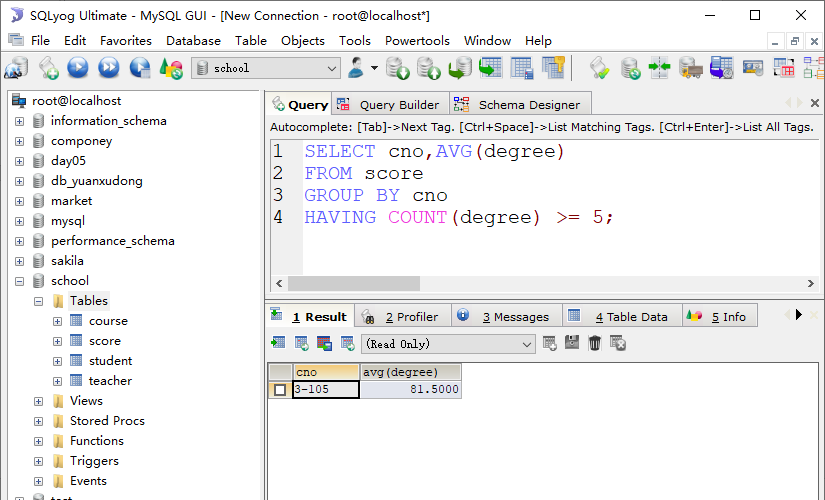 SQLyog Ultimate - MySQL GUI - [New Connection - root@localhost*]
File Edit Favorites Database Table Objects Tools Powertools Window Help
school
root@localhost
information_schema
componey
day05
db_yuanxudong
market
mysql
performance_schema
sakila
school
Tables
course
score
student
teacher
Views
Stored Procs
Functions
Triggers
Events
Query Query Builder Schema Designer
Autocomplete: [Tab]->Next Tag. [Ctrl+Space]->List Matching Tags. [Ctrl+Enter]->List All Tags.
1 SELECT cno,AVG(degree)
2 FROM score
3 GROUP BY cno
4 HAVING COUNT(degree) >= 5;
1 Result 2 Profiler 3 Messages 4 Table Data 5 Info
(Read Only)
cno avg(degree)
3-105 81.5000